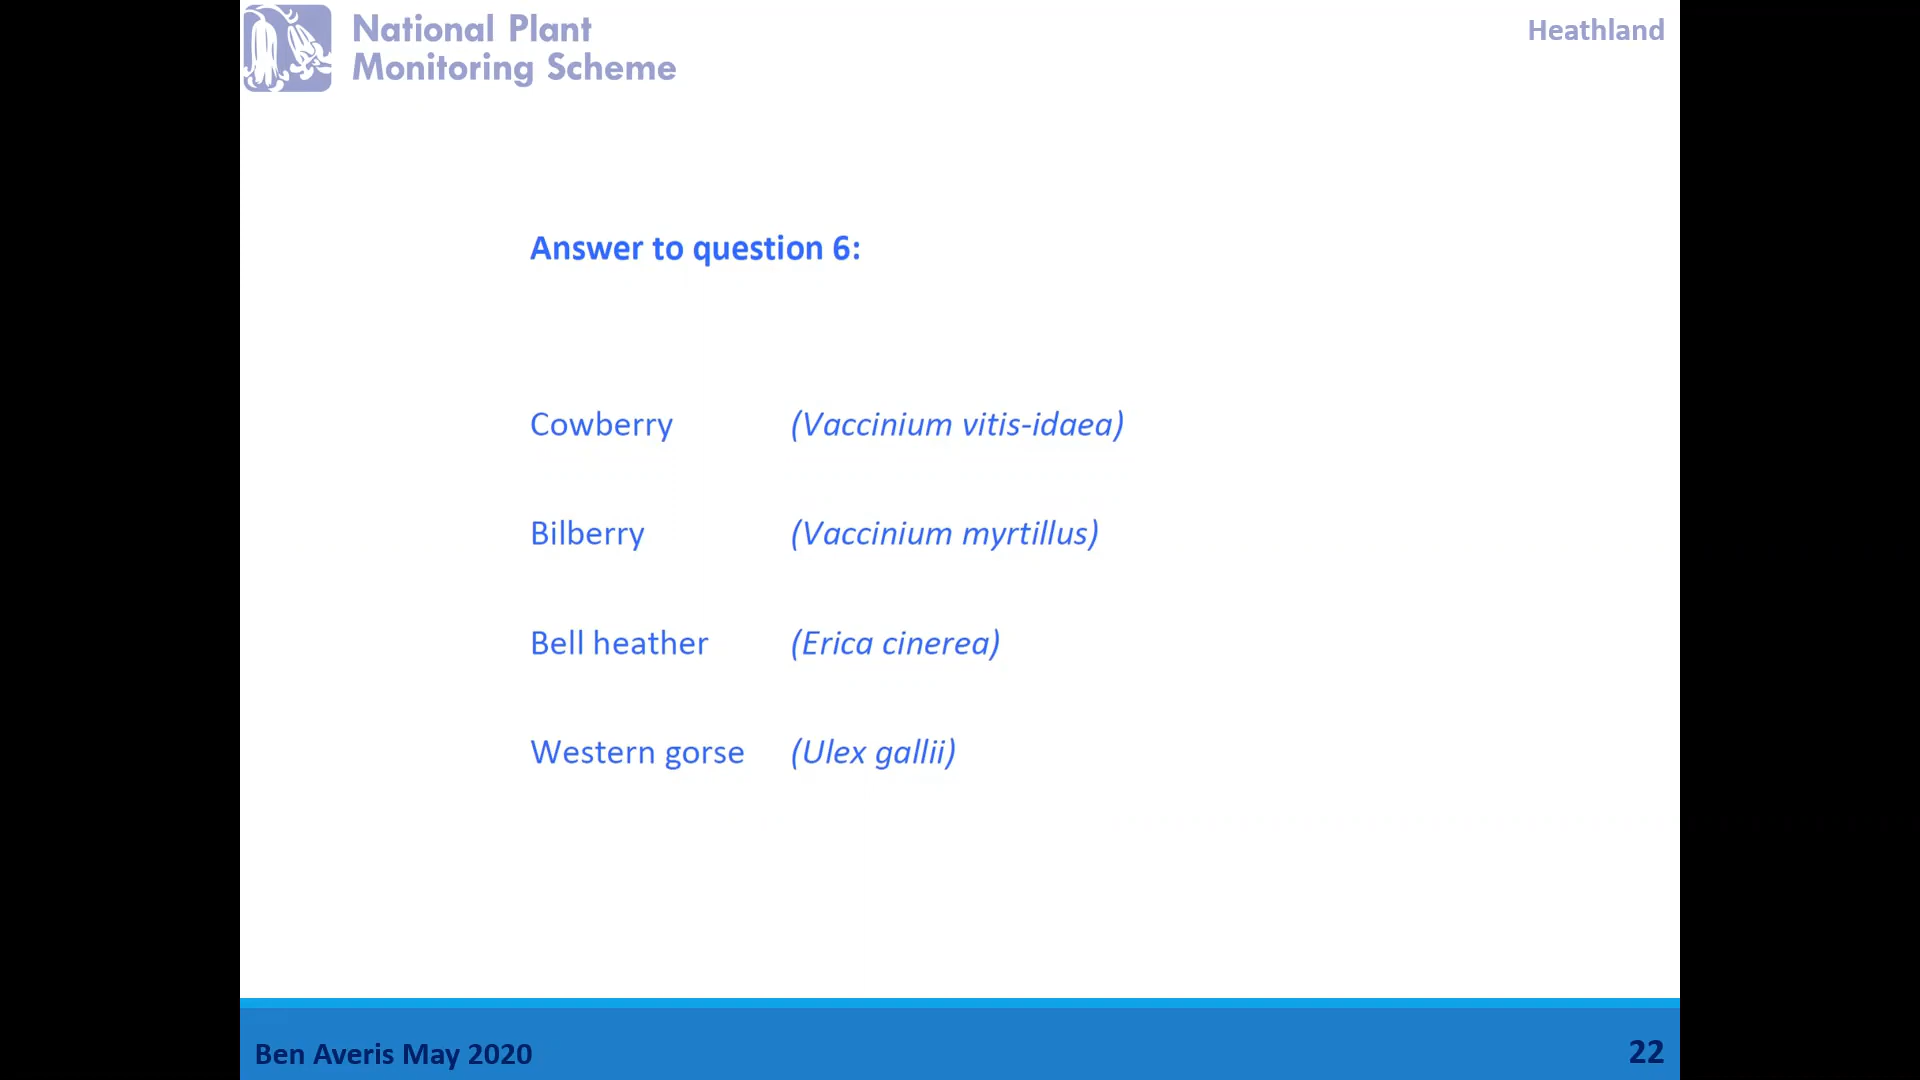 National Plant
Monitoring Scheme
Heathland
Answer to question 6:
Cowberry (Vaccinium vitis-idaea)
Bilberry (Vaccinium myrtillus)
Bell heather (Erica cinerea)
Western gorse (Ulex gallii)
Ben Averis May 2020
22